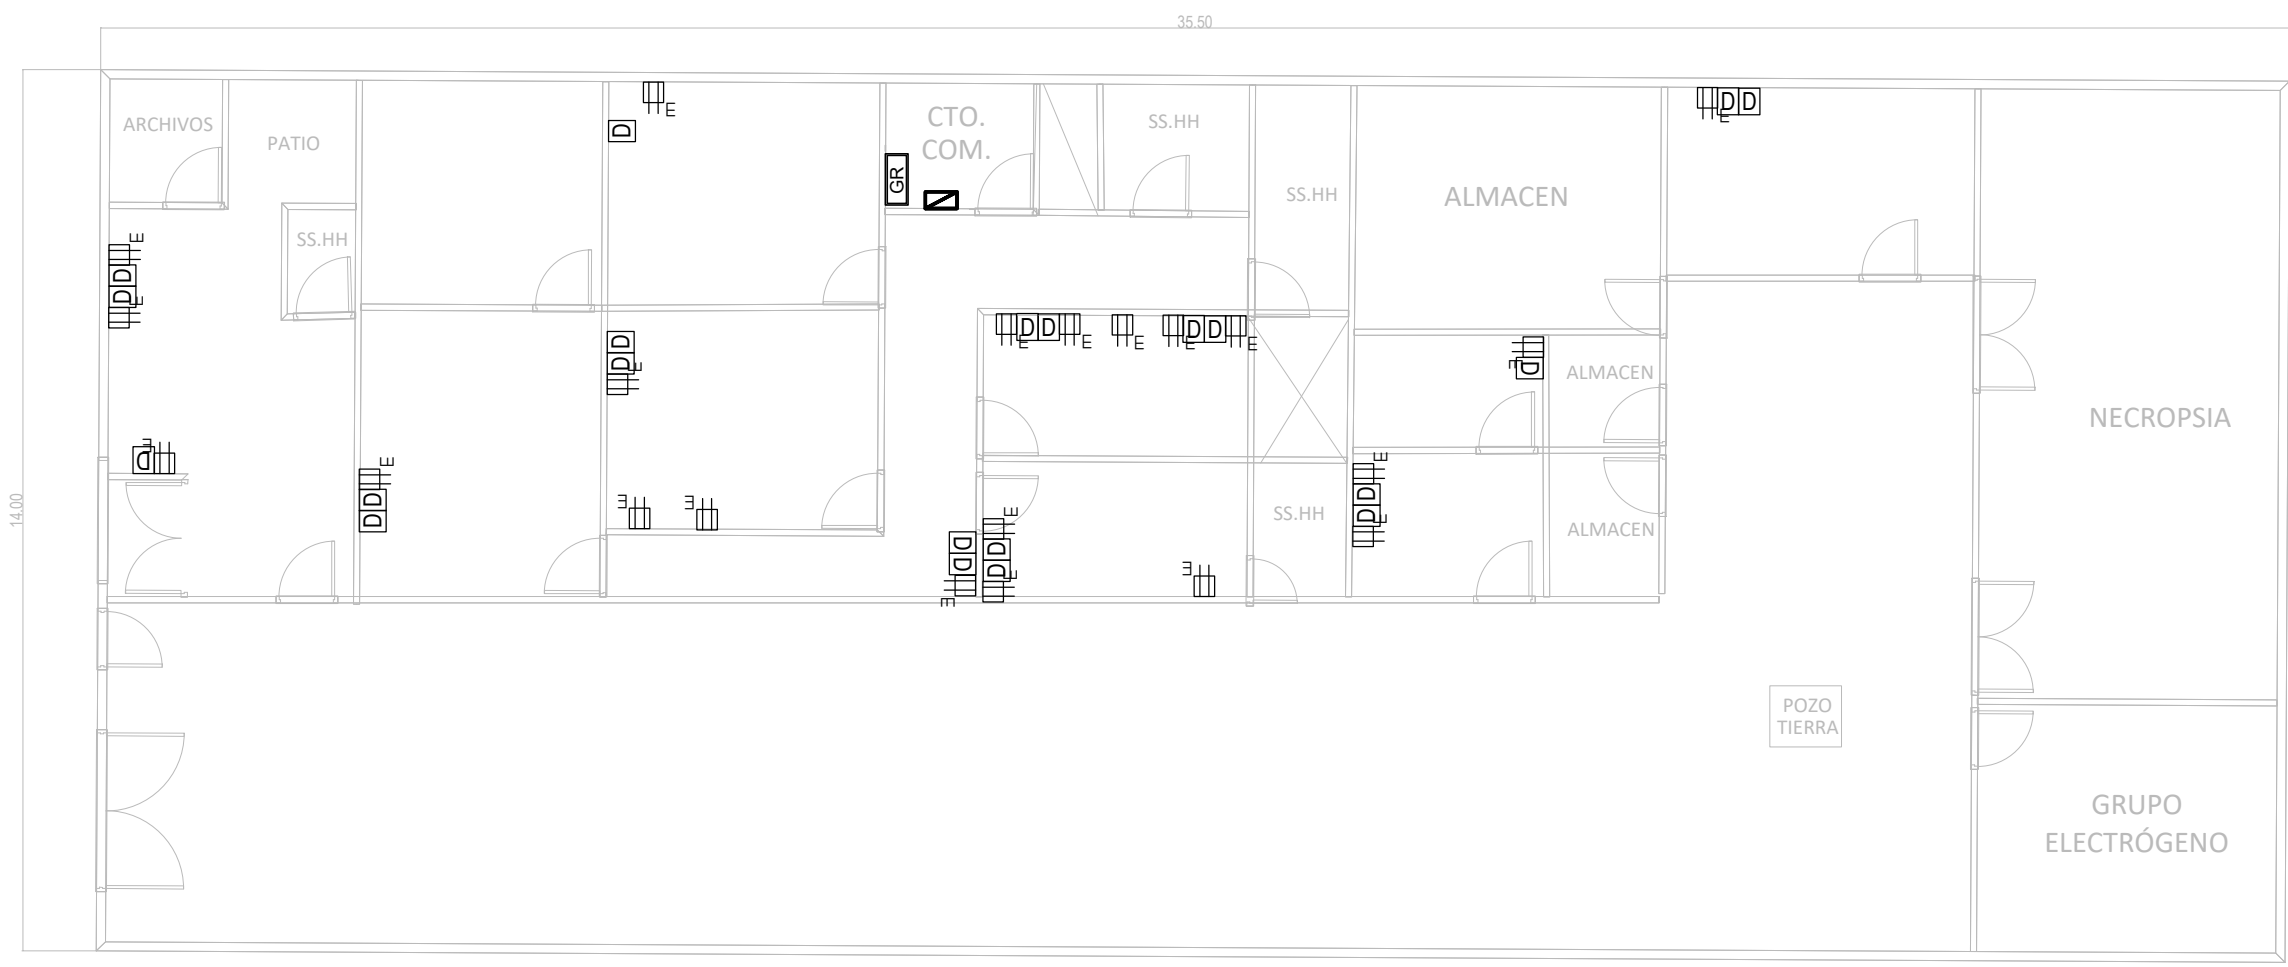 35.50
E
D D
ARCHIVOS
PATIO
CTO.
COM.
SS.HH
D
GR
SS.HH
ALMACEN
SS.HH
E
D
D
E
D D
E
E
E
E
D D
E
D
D
E
E
D
ALMACEN
NECROPSIA
E
D
E
D
D
E
E
E
D
D
E
14.00
SS.HH
ALMACEN
E
D
D
E
D
D
E
E
POZO
TIERRA
GRUPO
ELECTRÓGENO